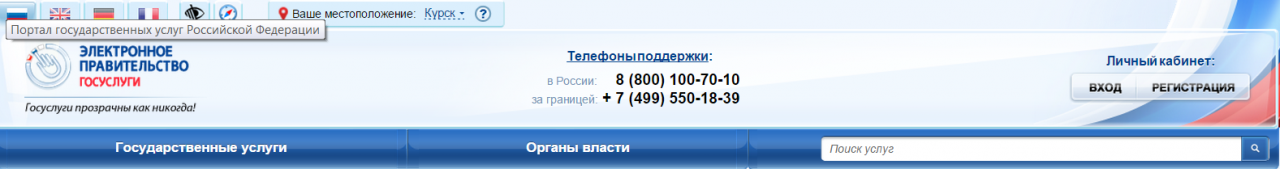 Ваше местоположение: Курск ?
Портал государственных услуг Российской Федерации
ЭЛЕКТРОННОЕ
ПРАВИТЕЛЬСТВО
ГОСУСЛУГИ
Госуслуги прозрачны как никогда!
Телефоны поддержки:
в России: 8 (800) 100-70-10
за границей: + 7 (499) 550-18-39
Личный кабинет:
ВХОД РЕГИСТРАЦИЯ
Государственные услуги Органы власти Поиск услуг